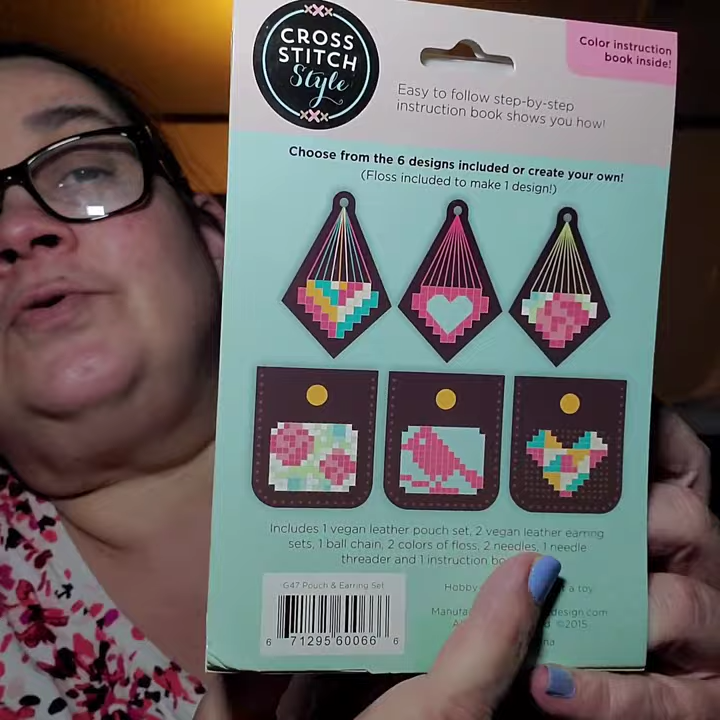 CROSS
STITCH
Style
Color instruction
book inside!
Easy to follow step-by-step
instruction book shows you how!
Choose from the 6 designs included or create your own!
(Floss included to make 1 design!)
Includes 1 vegan leather pouch set, 2 vegan leather earring
sets, 1 ball chain, 2 colors of floss, 2 needles, 1 needle
threader and 1 instruction
G47 Pouch & Earring Set
6 71295 60066 6
Hobby a toy
design.com
©2015